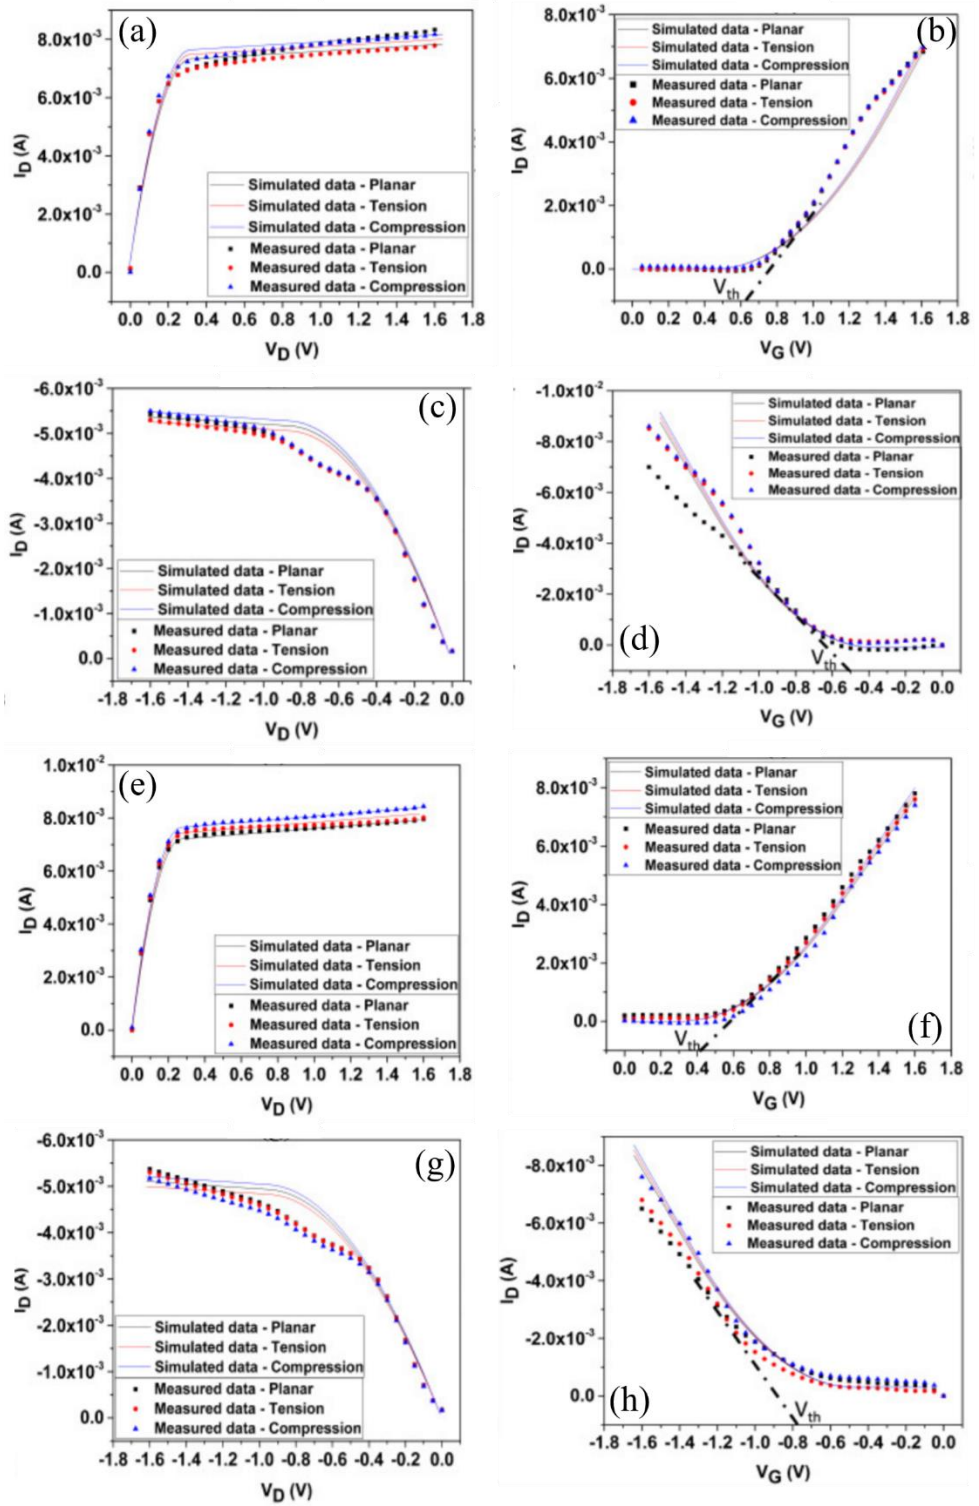 (a)
8.0x10⁻³
6.0x10⁻³
4.0x10⁻³
2.0x10⁻³
0.0
I_D (A)
Simulated data - Planar
Simulated data - Tension
Simulated data - Compression
Measured data - Planar
Measured data - Tension
Measured data - Compression
0.0 0.2 0.4 0.6 0.8 1.0 1.2 1.4 1.6 1.8
V_D (V)
(b)
8.0x10⁻³
6.0x10⁻³
4.0x10⁻³
2.0x10⁻³
0.0
I_D (A)
Simulated data - Planar
Simulated data - Tension
Simulated data - Compression
Measured data - Planar
Measured data - Tension
Measured data - Compression
V_th
0.0 0.2 0.4 0.6 0.8 1.0 1.2 1.4 1.6 1.8
V_G (V)
(c)
-6.0x10⁻³
-5.0x10⁻³
-4.0x10⁻³
-3.0x10⁻³
-2.0x10⁻³
-1.0x10⁻³
0.0
I_D (A)
Simulated data - Planar
Simulated data - Tension
Simulated data - Compression
Measured data - Planar
Measured data - Tension
Measured data - Compression
-1.8 -1.6 -1.4 -1.2 -1.0 -0.8 -0.6 -0.4 -0.2 0.0
V_D (V)
-1.0x10⁻²
-8.0x10⁻³
-6.0x10⁻³
-4.0x10⁻³
-2.0x10⁻³
0.0
I_D (A)
Simulated data - Planar
Simulated data - Tension
Simulated data - Compression
Measured data - Planar
Measured data - Tension
Measured data - Compression
(d)
V_th
-1.8 -1.6 -1.4 -1.2 -1.0 -0.8 -0.6 -0.4 -0.2 0.0
V_G (V)
(e)
1.0x10⁻²
8.0x10⁻³
6.0x10⁻³
4.0x10⁻³
2.0x10⁻³
0.0
I_D (A)
Simulated data - Planar
Simulated data - Tension
Simulated data - Compression
Measured data - Planar
Measured data - Tension
Measured data - Compression
0.0 0.2 0.4 0.6 0.8 1.0 1.2 1.4 1.6 1.8
V_D (V)
8.0x10⁻³
6.0x10⁻³
4.0x10⁻³
2.0x10⁻³
0.0
I_D (A)
Simulated data - Planar
Simulated data - Tension
Simulated data - Compression
Measured data - Planar
Measured data - Tension
Measured data - Compression
(f)
V_th
0.0 0.2 0.4 0.6 0.8 1.0 1.2 1.4 1.6 1.8
V_G (V)
(g)
-6.0x10⁻³
-5.0x10⁻³
-4.0x10⁻³
-3.0x10⁻³
-2.0x10⁻³
-1.0x10⁻³
0.0
I_D (A)
Simulated data - Planar
Simulated data - Tension
Simulated data - Compression
Measured data - Planar
Measured data - Tension
Measured data - Compression
-1.8 -1.6 -1.4 -1.2 -1.0 -0.8 -0.6 -0.4 -0.2 0.0
V_D (V)
-8.0x10⁻³
-6.0x10⁻³
-4.0x10⁻³
-2.0x10⁻³
0.0
I_D (A)
Simulated data - Planar
Simulated data - Tension
Simulated data - Compression
Measured data - Planar
Measured data - Tension
Measured data - Compression
(h)
V_th
-1.8 -1.6 -1.4 -1.2 -1.0 -0.8 -0.6 -0.4 -0.2 0.0
V_G (V)